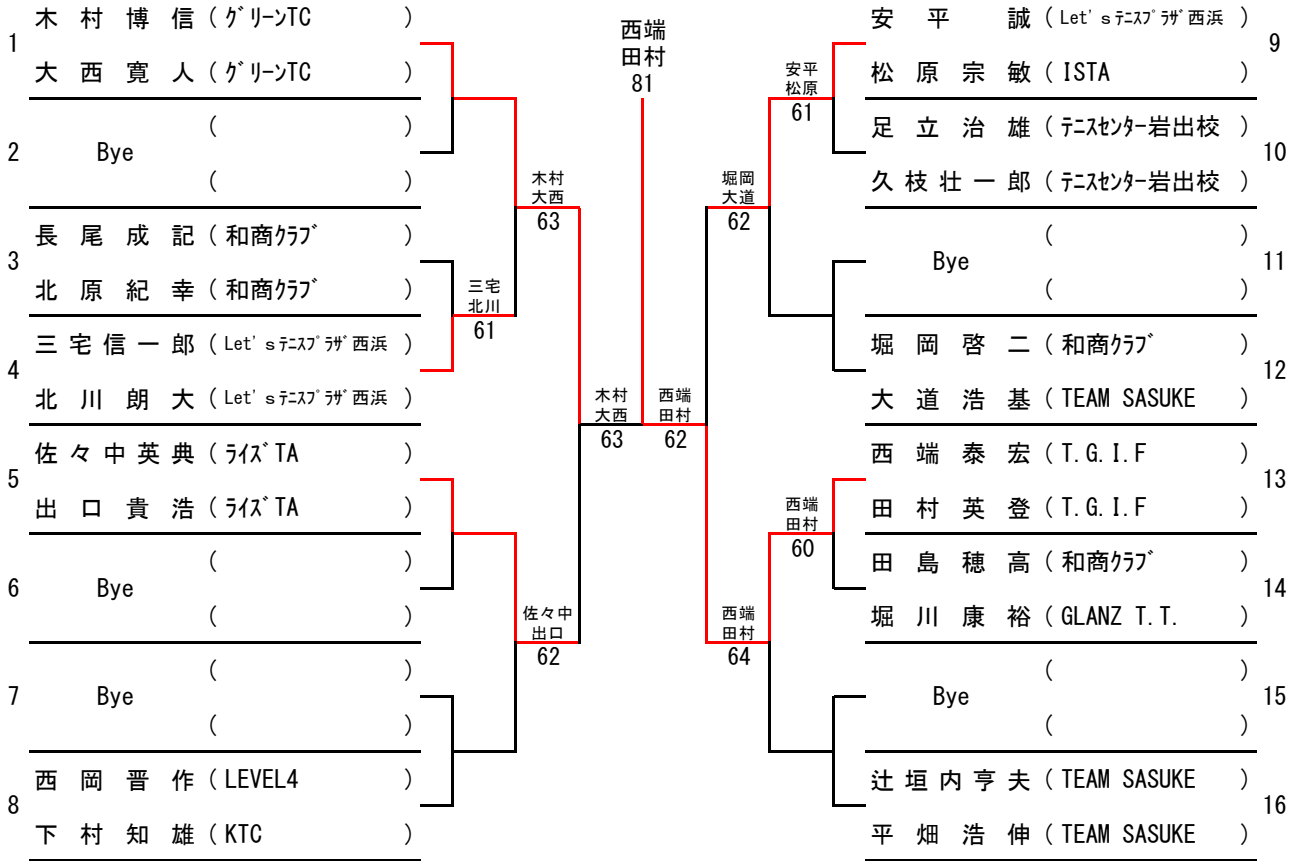 1 木村博信 (グリーンTC)
大西寛人 (グリーンTC)
2 Bye ( )
( )
3 長尾成記 (和商クラブ)
北原紀幸 (和商クラブ)
4 三宅信一郎 (Let's テニスプラザ西浜)
北川朗大 (Let's テニスプラザ西浜)
5 佐々中英典 (ライズTA)
出口貴浩 (ライズTA)
6 Bye ( )
( )
7 Bye ( )
( )
8 西岡晋作 (LEVEL4)
下村知雄 (KTC)
三宅
北川
61
木村
大西
63
佐々中
出口
62
木村
大西
63
西端
田村
81
西端
田村
62
堀岡
大道
62
西端
田村
64
安平
松原
61
西端
田村
60
安平誠 (Let's テニスプラザ西浜) 9
松原宗敏 (ISTA)
足立治雄 (テニスセンター岩出校) 10
久枝壮一郎 (テニスセンター岩出校)
Bye ( ) 11
( )
堀岡啓二 (和商クラブ) 12
大道浩基 (TEAM SASUKE)
西端泰宏 (T.G.I.F) 13
田村英登 (T.G.I.F)
田島穂高 (和商クラブ) 14
堀川康裕 (GLANZ T.T.)
Bye ( ) 15
( )
辻垣内亨夫 (TEAM SASUKE) 16
平畑浩伸 (TEAM SASUKE)